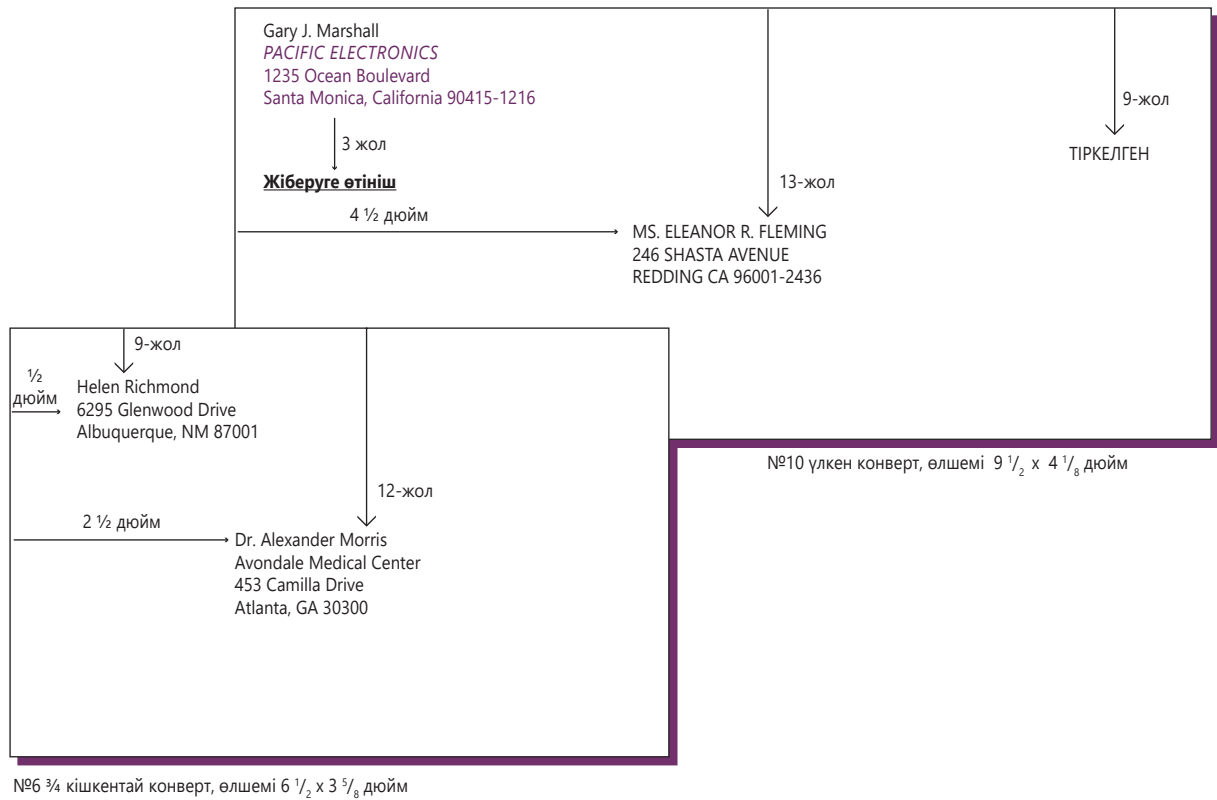 Gary J. Marshall
PACIFIC ELECTRONICS
1235 Ocean Boulevard
Santa Monica, California 90415-1216
3 жол
Жіберуге өтініш
9-жол
ТІРКЕЛГЕН
13-жол
4 ½ дюйм
MS. ELEANOR R. FLEMING
246 SHASTA AVENUE
REDDING CA 96001-2436
№10 үлкен конверт, өлшемі 9 1/2 x 4 1/8 дюйм
9-жол
½
дюйм
Helen Richmond
6295 Glenwood Drive
Albuquerque, NM 87001
12-жол
2 ½ дюйм
Dr. Alexander Morris
Avondale Medical Center
453 Camilla Drive
Atlanta, GA 30300
№6 ¾ кішкентай конверт, өлшемі 6 1/2 x 3 5/8 дюйм